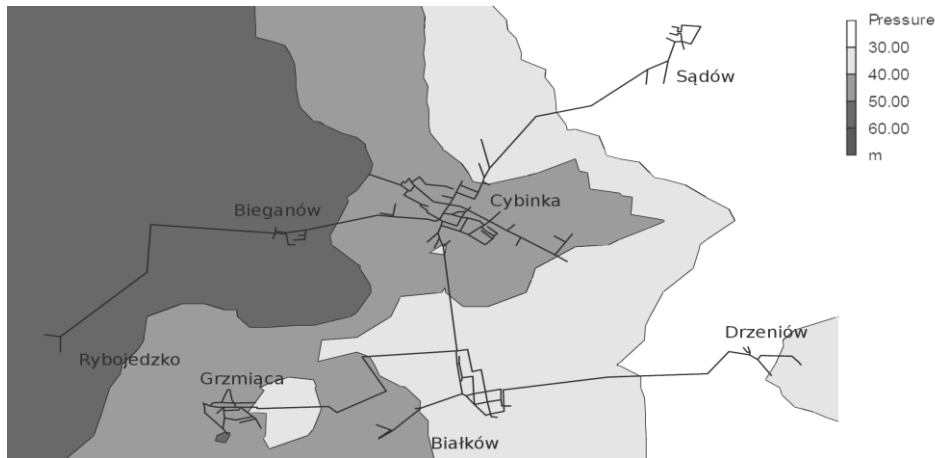 Pressure
30.00
40.00
50.00
60.00
m
Sądów
Cybinka
Bieganów
Drzeniów
Rybojedzko
Grzmiąca
Białków